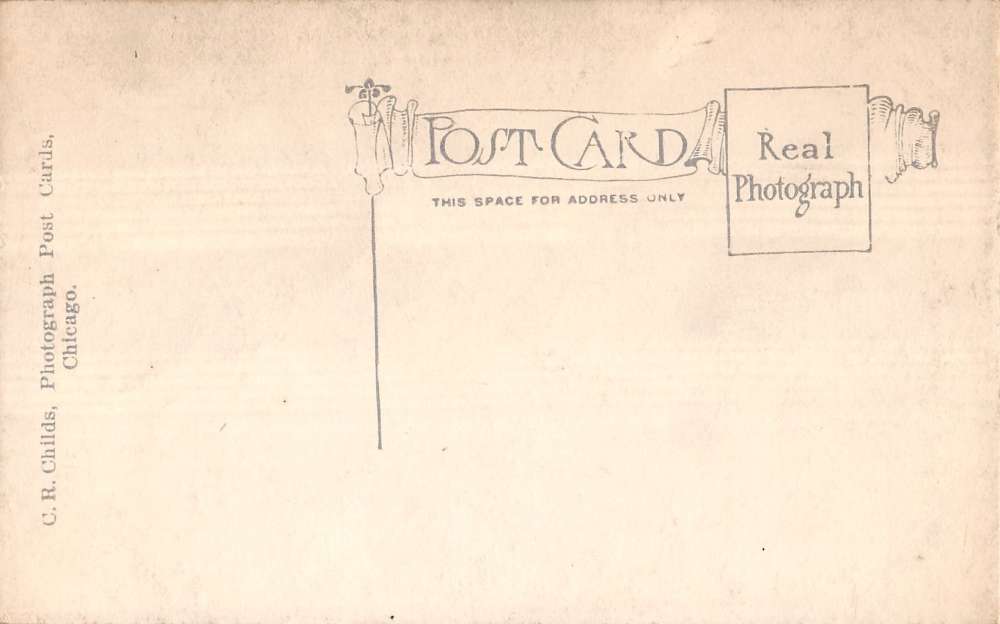 POST CARD
THIS SPACE FOR ADDRESS ONLY
Real
Photograph
C. R. Childs, Photograph Post Cards,
Chicago.